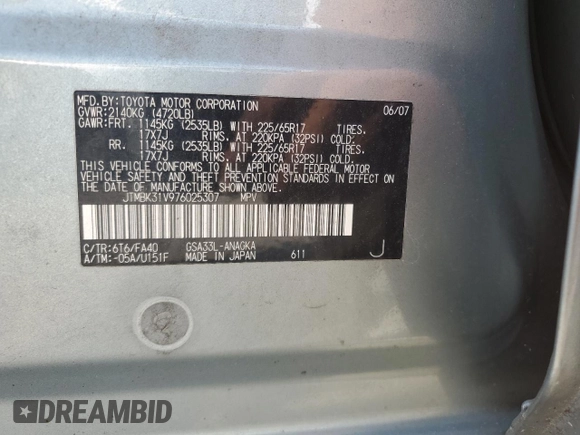 MFD.BY:TOYOTA MOTOR CORPORATION 06/07
GVWR:2140KG (4720LB)
GAWR:FRT. 1145KG (2535LB) WITH 225/65R17 TIRES.
17X7J RIMS. AT 220KPA (32PSI) COLD.
RR. 1145KG (2535LB) WITH 225/65R17 TIRES.
17X7J RIMS. AT 220KPA (32PSI) COLD.
THIS VEHICLE CONFORMS TO ALL APPLICABLE FEDERAL MOTOR
VEHICLE SAFETY STANDARDS IN EFFECT ON THE DATE OF
MANUFACTURE SHOWN ABOVE.
JTMBK31V976025307 MPV
C/TR:6T6/FA40 GSA33L-ANAGKA
A/TM:-05A/U151F MADE IN JAPAN 611 J
DREAMBID